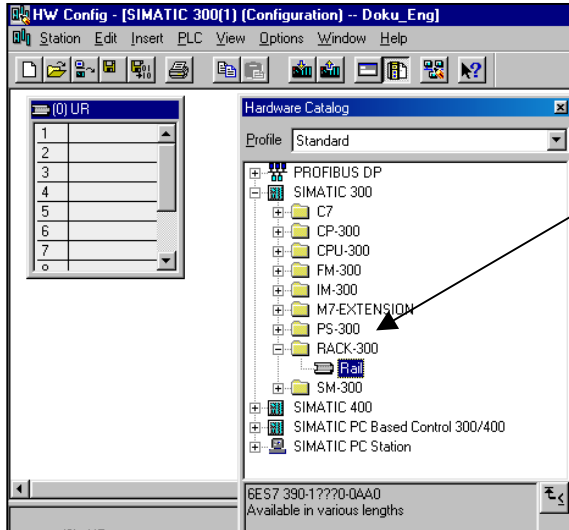 HW Config - [SIMATIC 300(1) (Configuration) -- Doku_Eng]
Station Edit Insert PLC View Options Window Help
(0) UR
1
2
3
4
5
6
7
Hardware Catalog
Profile Standard
PROFIBUS DP
SIMATIC 300
C7
CP-300
CPU-300
FM-300
IM-300
M7-EXTENSION
PS-300
RACK-300
Rail
SM-300
SIMATIC 400
SIMATIC PC Based Control 300/400
SIMATIC PC Station
6ES7 390-1???0-0AA0
Available in various lengths